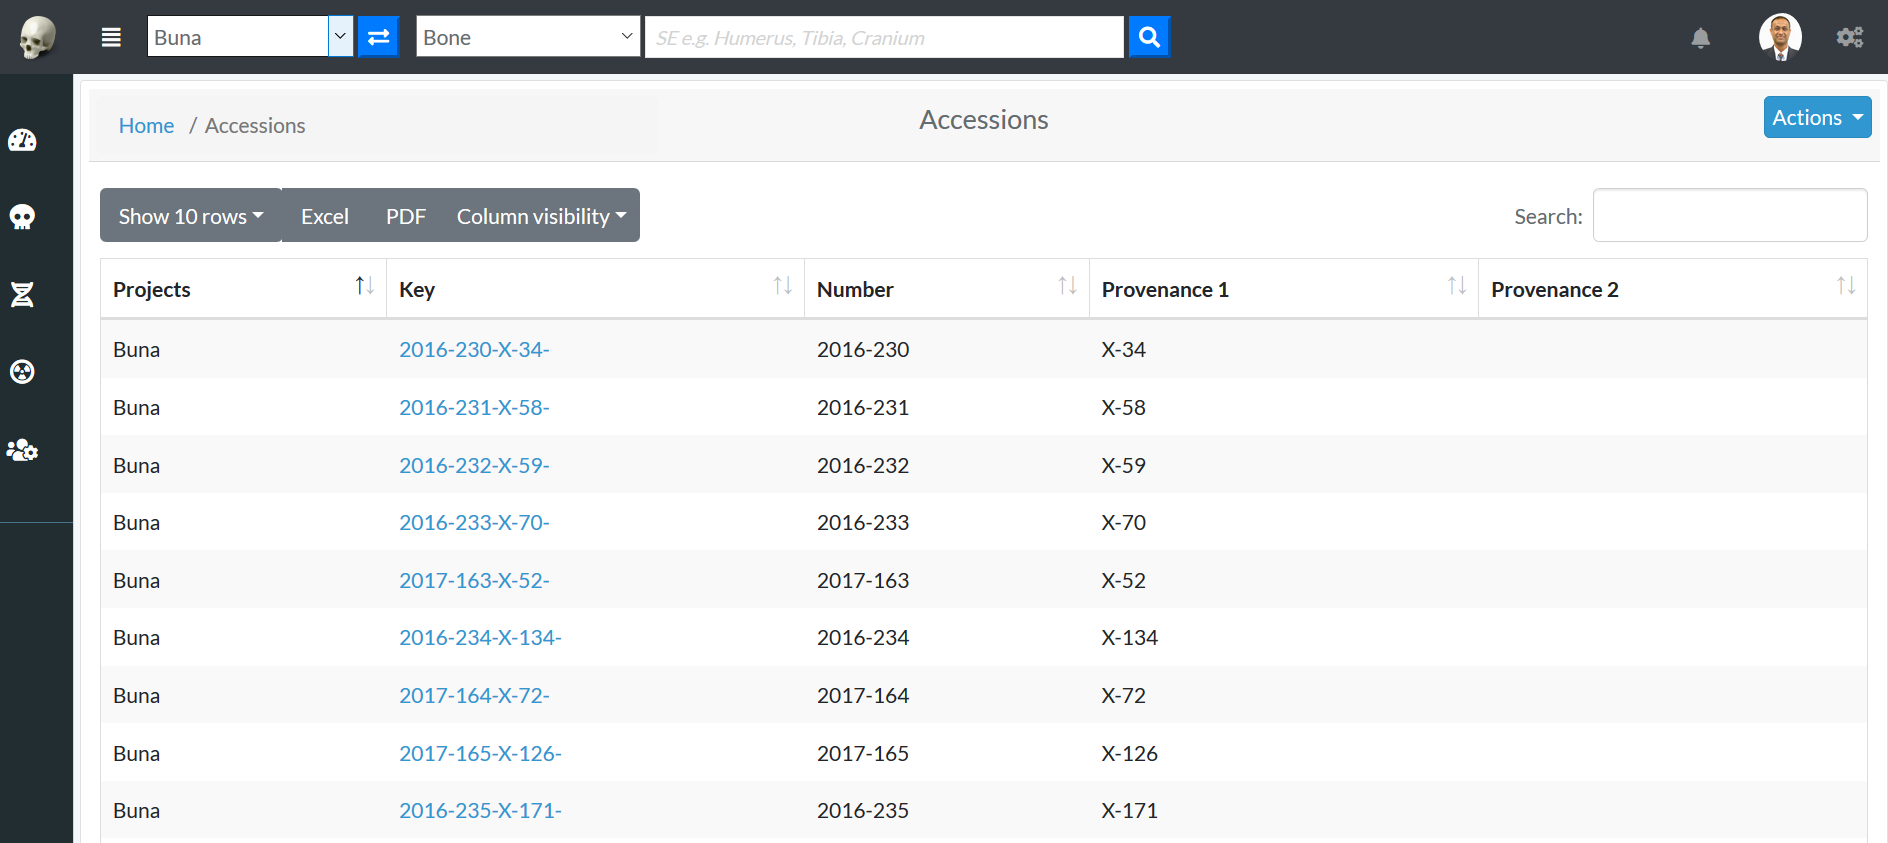 Buna Bone SE e.g. Humerus, Tibia, Cranium
Home / Accessions
Accessions
Actions
Show 10 rows Excel PDF Column visibility
Search:
Projects Key Number Provenance 1 Provenance 2
Buna 2016-230-X-34- 2016-230 X-34
Buna 2016-231-X-58- 2016-231 X-58
Buna 2016-232-X-59- 2016-232 X-59
Buna 2016-233-X-70- 2016-233 X-70
Buna 2017-163-X-52- 2017-163 X-52
Buna 2016-234-X-134- 2016-234 X-134
Buna 2017-164-X-72- 2017-164 X-72
Buna 2017-165-X-126- 2017-165 X-126
Buna 2016-235-X-171- 2016-235 X-171